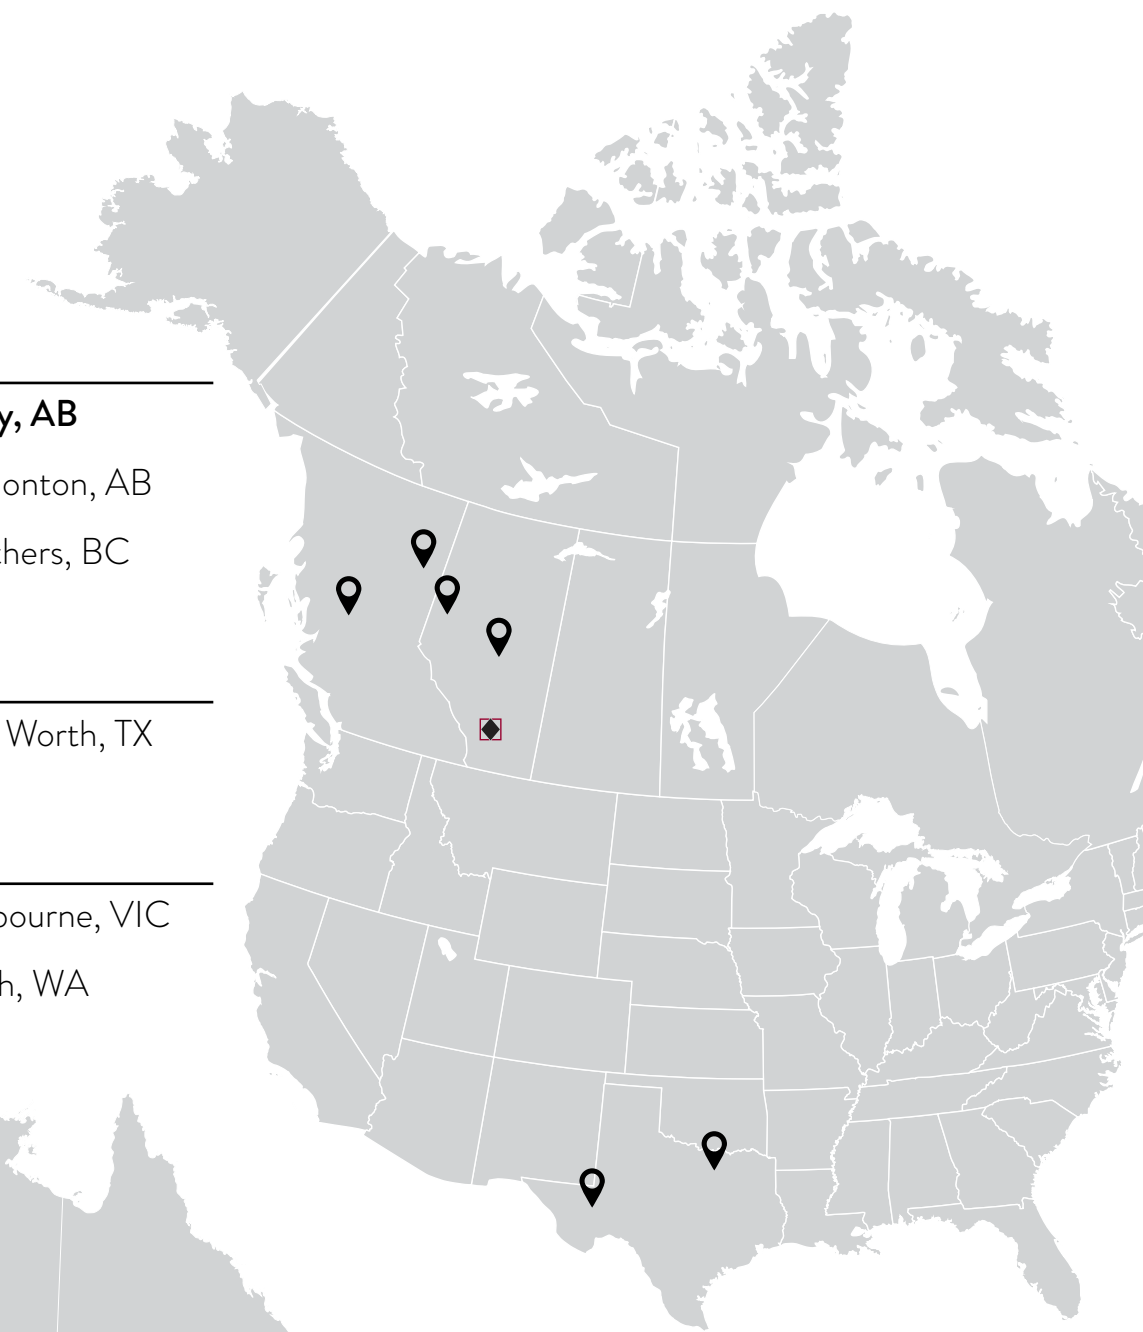 y, AB
onton, AB
thers, BC
Worth, TX
bourne, VIC
h, WA